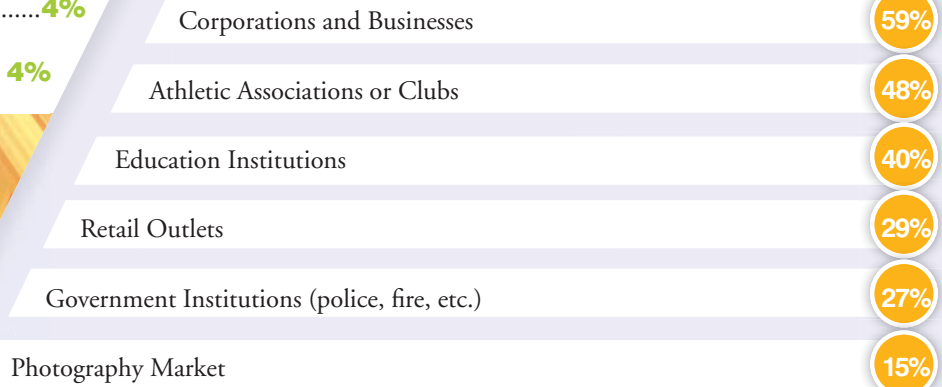 ......4%
4%
Corporations and Businesses 59%
Athletic Associations or Clubs 48%
Education Institutions 40%
Retail Outlets 29%
Government Institutions (police, fire, etc.) 27%
Photography Market 15%